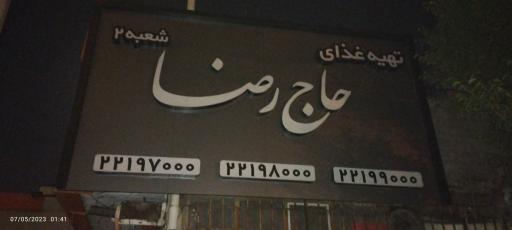 تهیه غذای شعبه ۲
حاج رضا
۲۲۱۹۷۰۰۰ ۲۲۱۹۸۰۰۰ ۲۲۱۹۹۰۰۰
07/05/2023 01:41